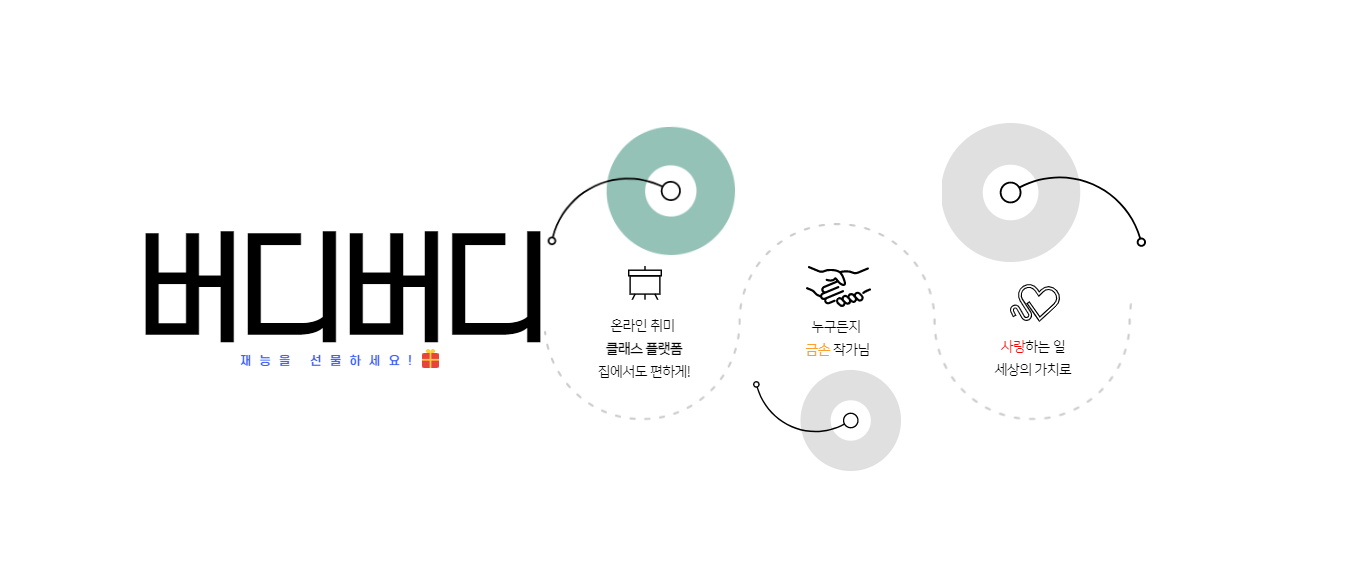 버디버디
재능을 선물하세요!
온라인 취미
클래스 플랫폼
집에서도 편하게!
누구든지
금손 작가님
사랑하는 일
세상의 가치로